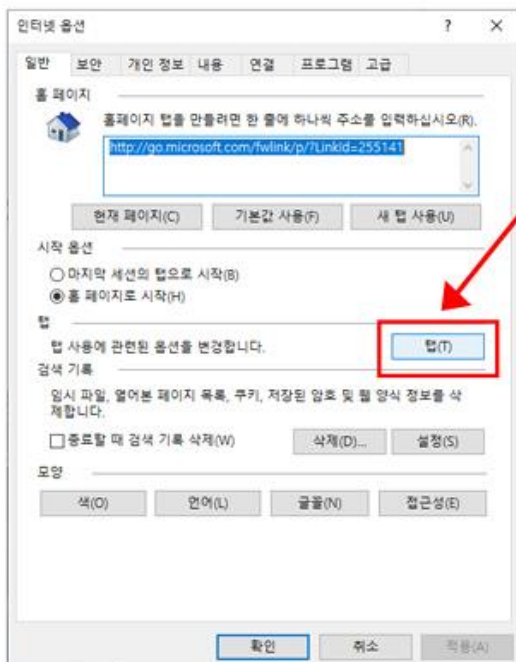 인터넷 옵션 ? ✕
일반 보안 개인 정보 내용 연결 프로그램 고급
홈 페이지
홈페이지 탭을 만들려면 한 줄에 하나씩 주소를 입력하십시오(R).
http://go.microsoft.com/fwlink/p/?LinkId=255141
현재 페이지(C) 기본값 사용(F) 새 탭 사용(U)
시작 옵션
마지막 세션의 탭으로 시작(B)
홈 페이지로 시작(H)
탭
탭 사용에 관련된 옵션을 변경합니다. 탭(T)
검색 기록
임시 파일, 열어본 페이지 목록, 쿠키, 저장된 암호 및 웹 양식 정보를 삭
제합니다.
종료할 때 검색 기록 삭제(W) 삭제(D)... 설정(S)
모양
색(O) 언어(L) 글꼴(N) 접근성(E)
확인 취소 적용(A)